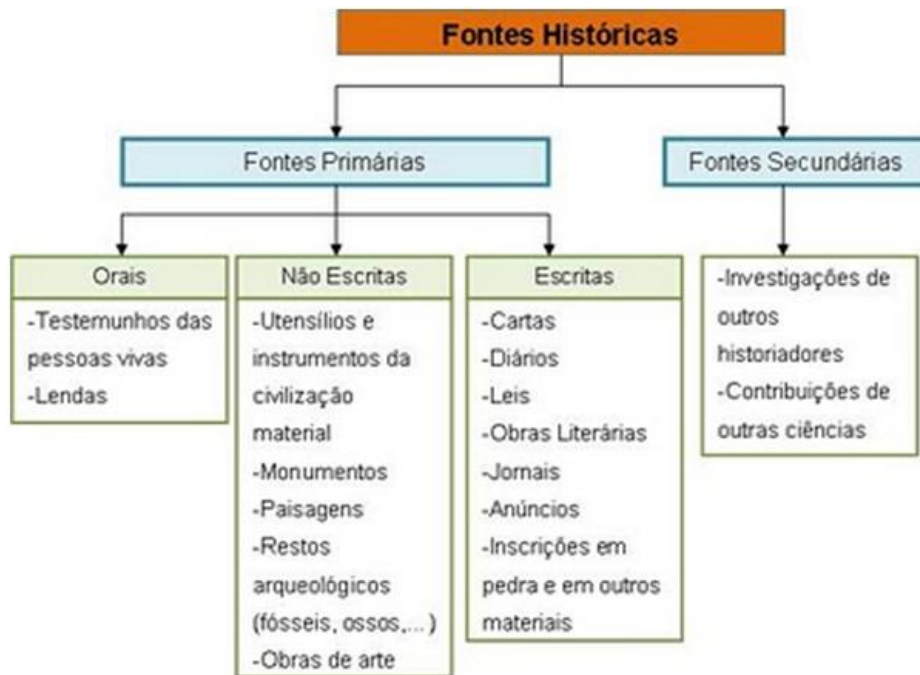 Fontes Históricas
Fontes Primárias
Fontes Secundárias
Orais
-Testemunhos das
pessoas vivas
-Lendas
Não Escritas
-Utensílios e
instrumentos da
civilização
material
-Monumentos
-Paisagens
-Restos
arqueológicos
(fósseis, ossos,... )
-Obras de arte
Escritas
-Cartas
-Diários
-Leis
-Obras Literárias
-Jornais
-Anúncios
-Inscrições em
pedra e em outros
materiais
-Investigações de
outros
historiadores
-Contribuições de
outras ciências